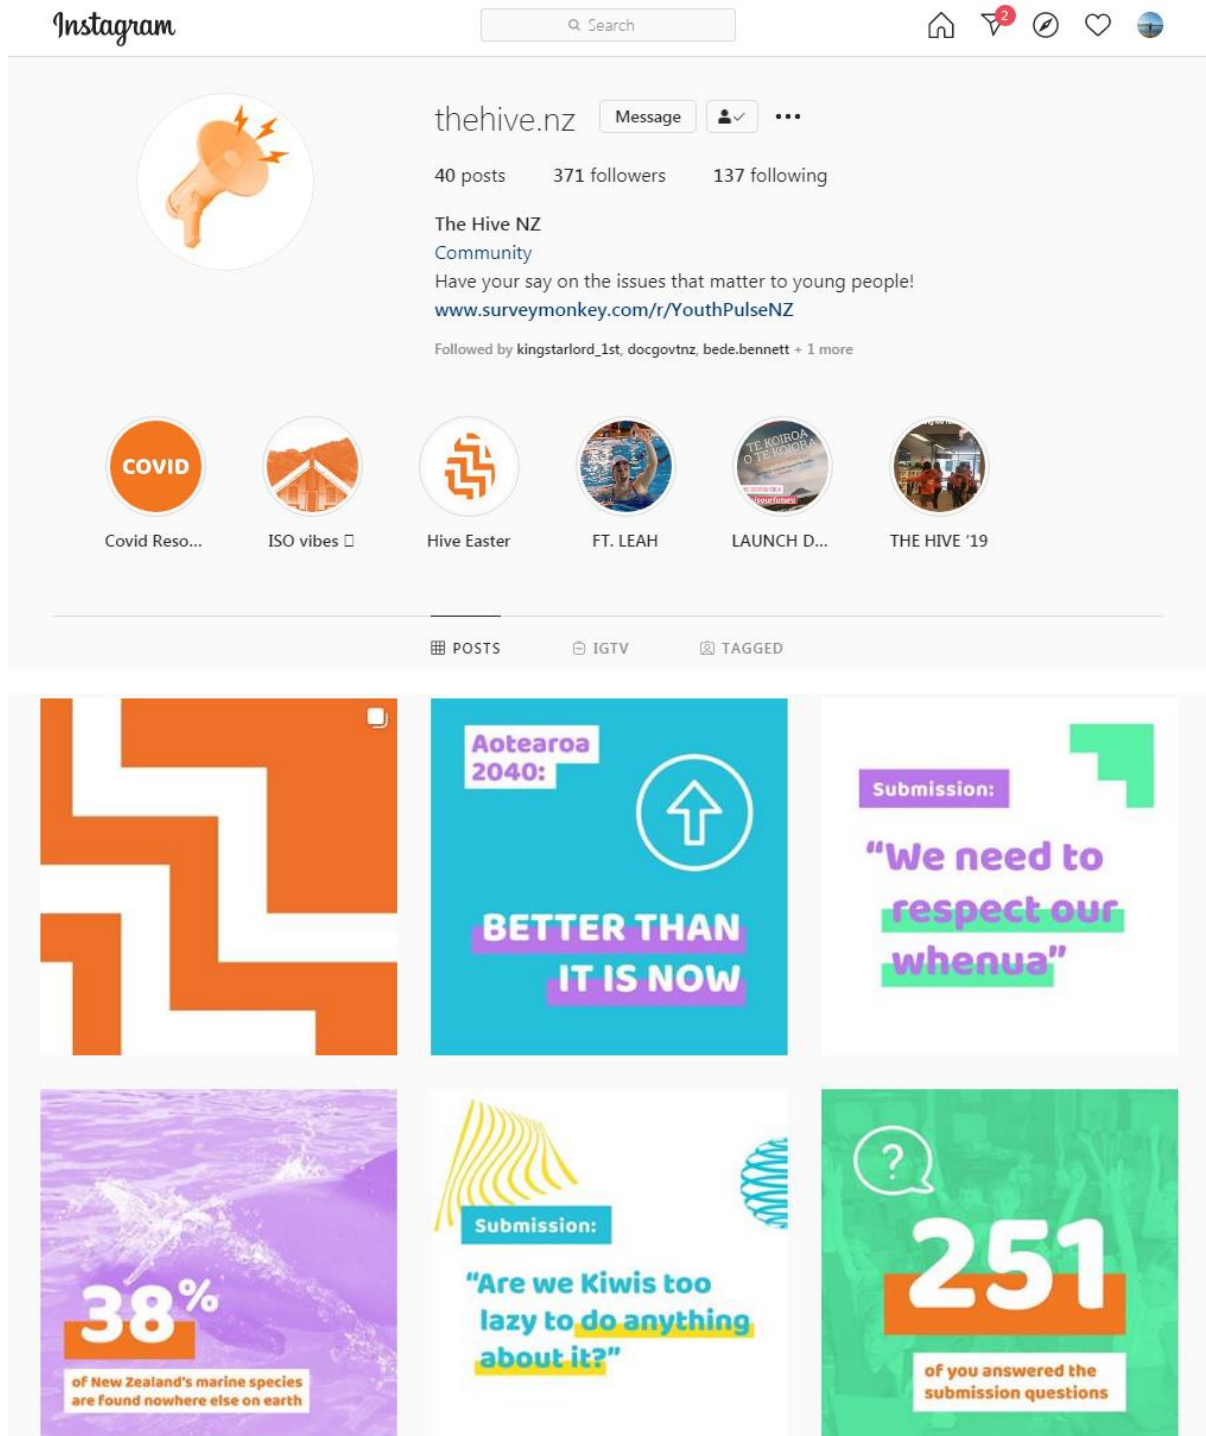 Instagram
Search
2
thehive.nz Message
40 posts 371 followers 137 following
The Hive NZ
Community
Have your say on the issues that matter to young people!
www.surveymonkey.com/r/YouthPulseNZ
Followed by kingstarlord_1st, docgovtnz, bede.bennett + 1 more
COVID
TE KOIROA
O TE KOIORA
Covid Reso... ISO vibes Hive Easter FT. LEAH LAUNCH D... THE HIVE '19
POSTS IGTV TAGGED
Aotearoa
2040:
BETTER THAN
IT IS NOW
Submission:
“We need to
respect our
whenua”
38%
of New Zealand's marine species
are found nowhere else on earth
Submission:
“Are we Kiwis too
lazy to do anything
about it?”
?
251
of you answered the
submission questions